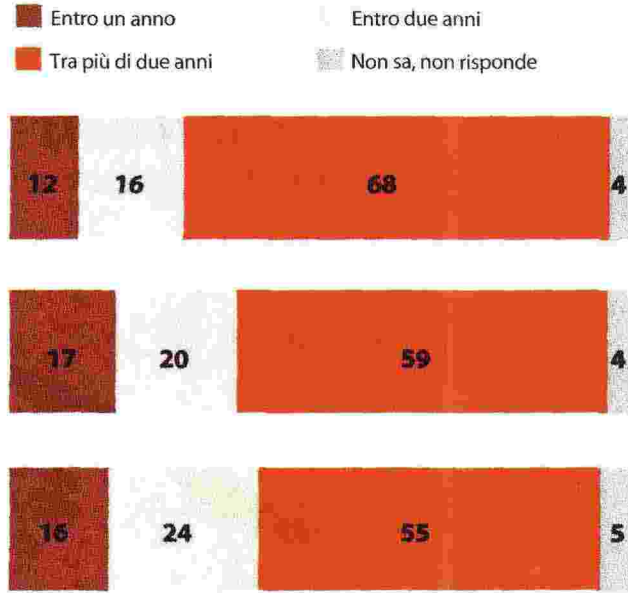 Entro un anno Entro due anni
Tra più di due anni Non sa, non risponde
12 16 68 4
17 20 59 4
16 24 55 5